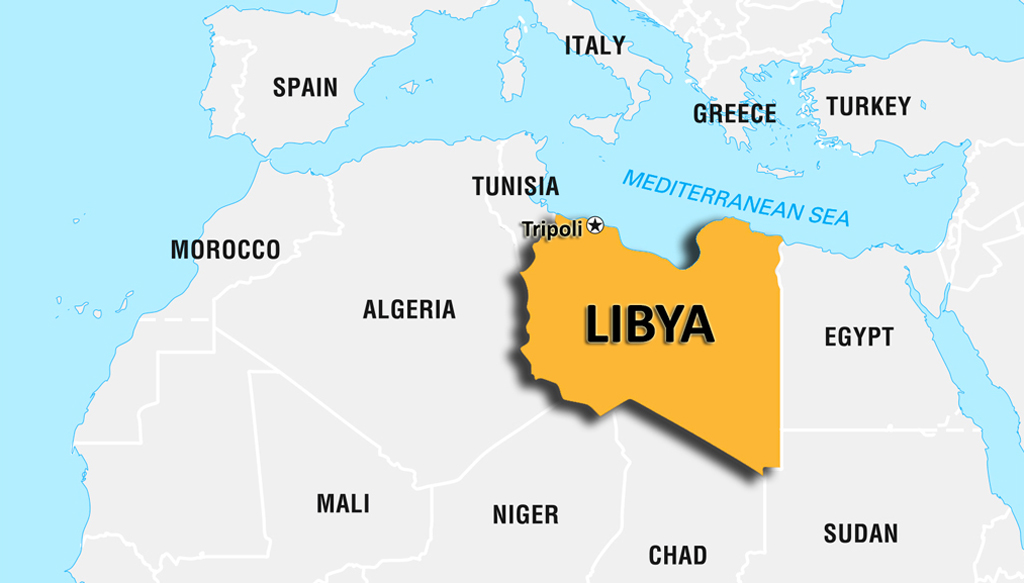 ITALY
SPAIN
TURKEY
GREECE
TUNISIA
MEDITERRANEAN SEA
Tripoli
MOROCCO
ALGERIA
LIBYA
EGYPT
MALI
NIGER
SUDAN
CHAD